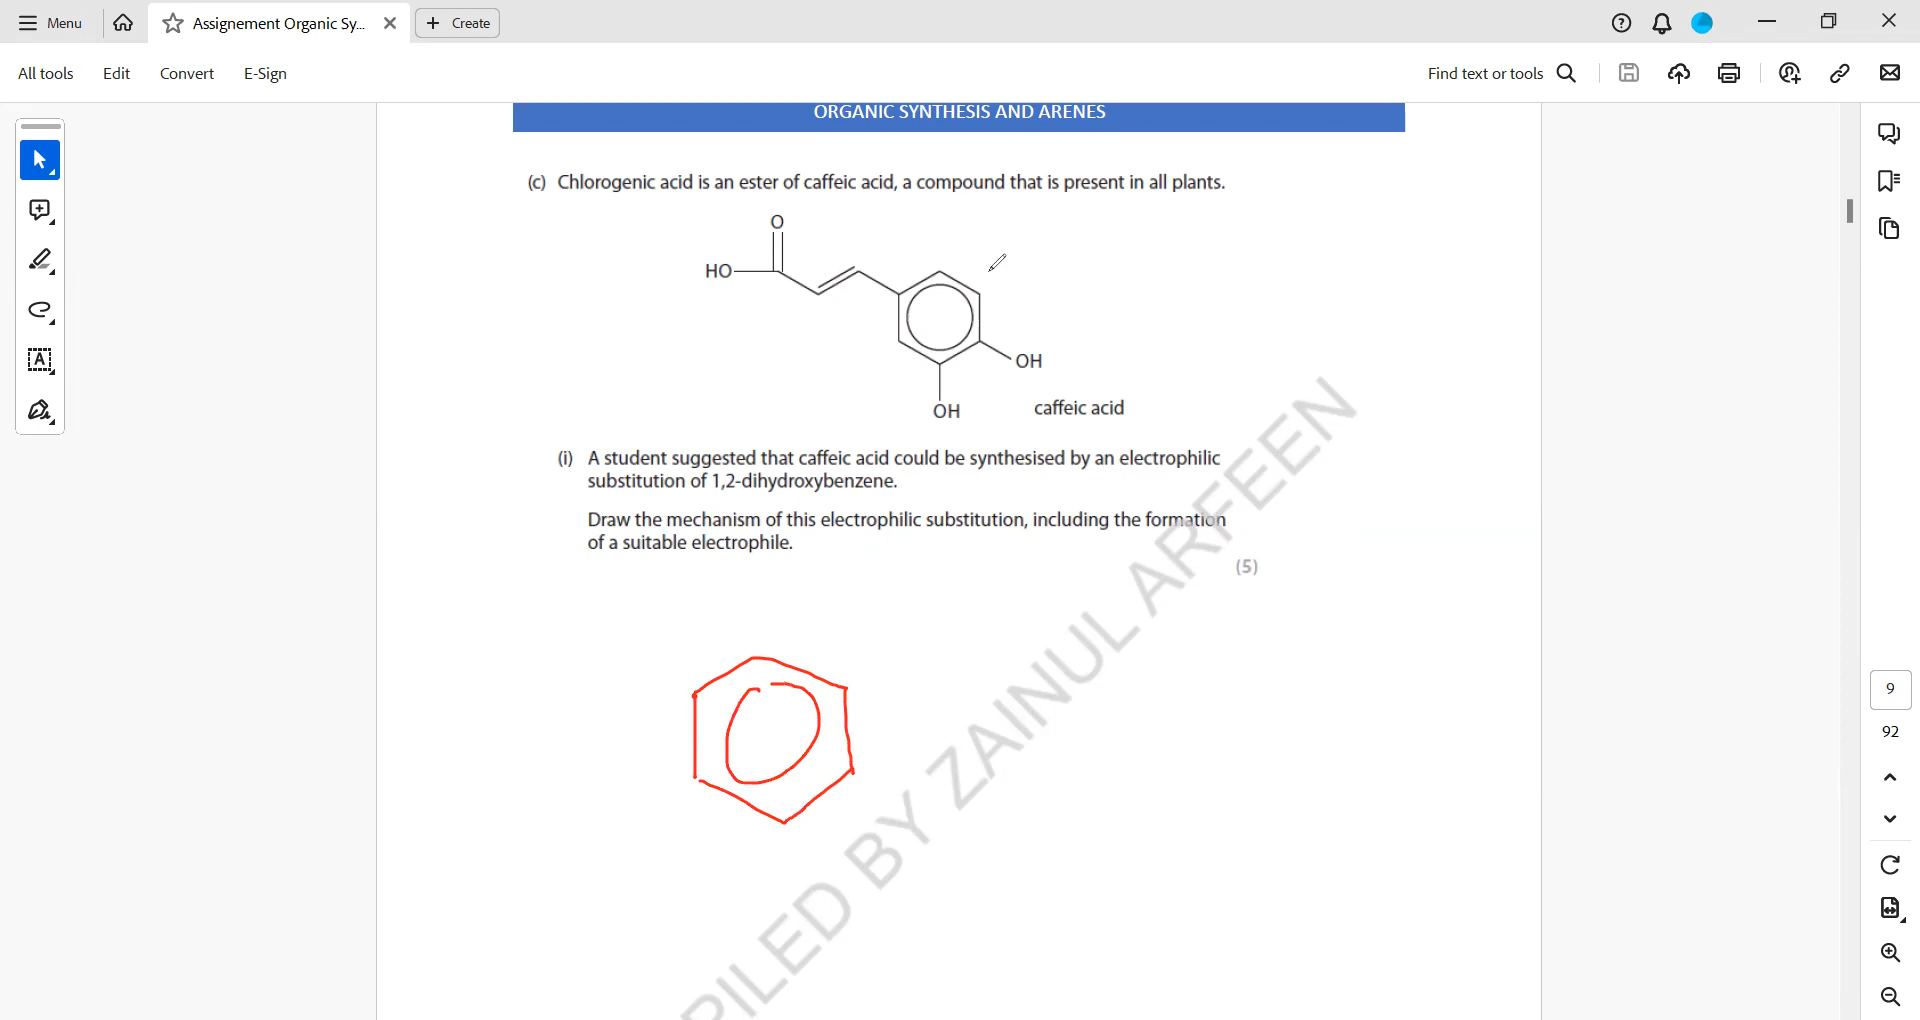 Menu
Assignement Organic Sy...
Create
All tools
Edit
Convert
E-Sign
Find text or tools
ORGANIC SYNTHESIS AND ARENES
(c) Chlorogenic acid is an ester of caffeic acid, a compound that is present in all plants.
O
HO
OH
OH
caffeic acid
(i) A student suggested that caffeic acid could be synthesised by an electrophilic
substitution of 1,2-dihydroxybenzene.
Draw the mechanism of this electrophilic substitution, including the formation
of a suitable electrophile.
(5)
PILED BY ZAINUL ARFEEN
9
92